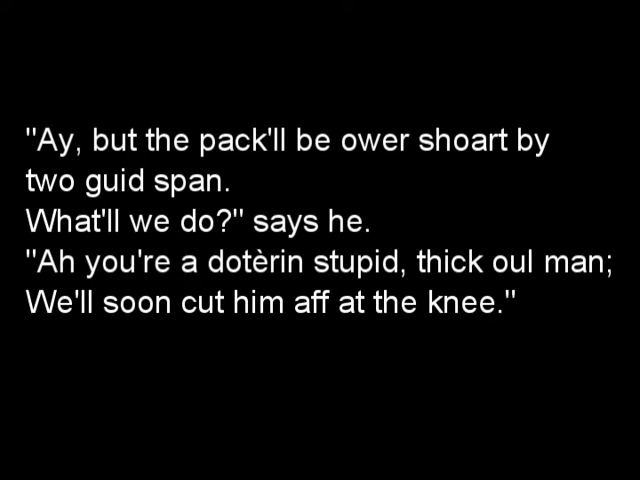 "Ay, but the pack'll be ower shoart by
two guid span.
What'll we do?" says he.
"Ah you're a dotèrin stupid, thick oul man;
We'll soon cut him aff at the knee."